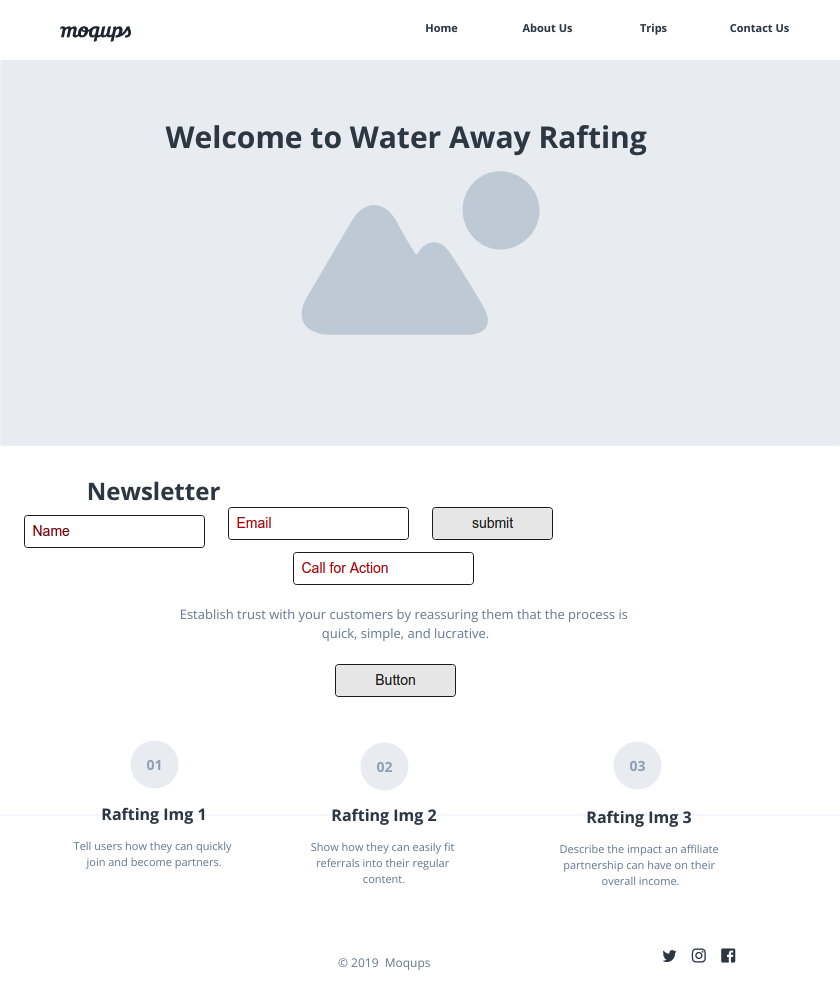 moqups
Home About Us Trips Contact Us
Welcome to Water Away Rafting
Newsletter
Name Email submit
Call for Action
Establish trust with your customers by reassuring them that the process is
quick, simple, and lucrative.
Button
01
Rafting Img 1
Tell users how they can quickly
join and become partners.
02
Rafting Img 2
Show how they can easily fit
referrals into their regular
content.
03
Rafting Img 3
Describe the impact an affiliate
partnership can have on their
overall income.
© 2019 Moqups